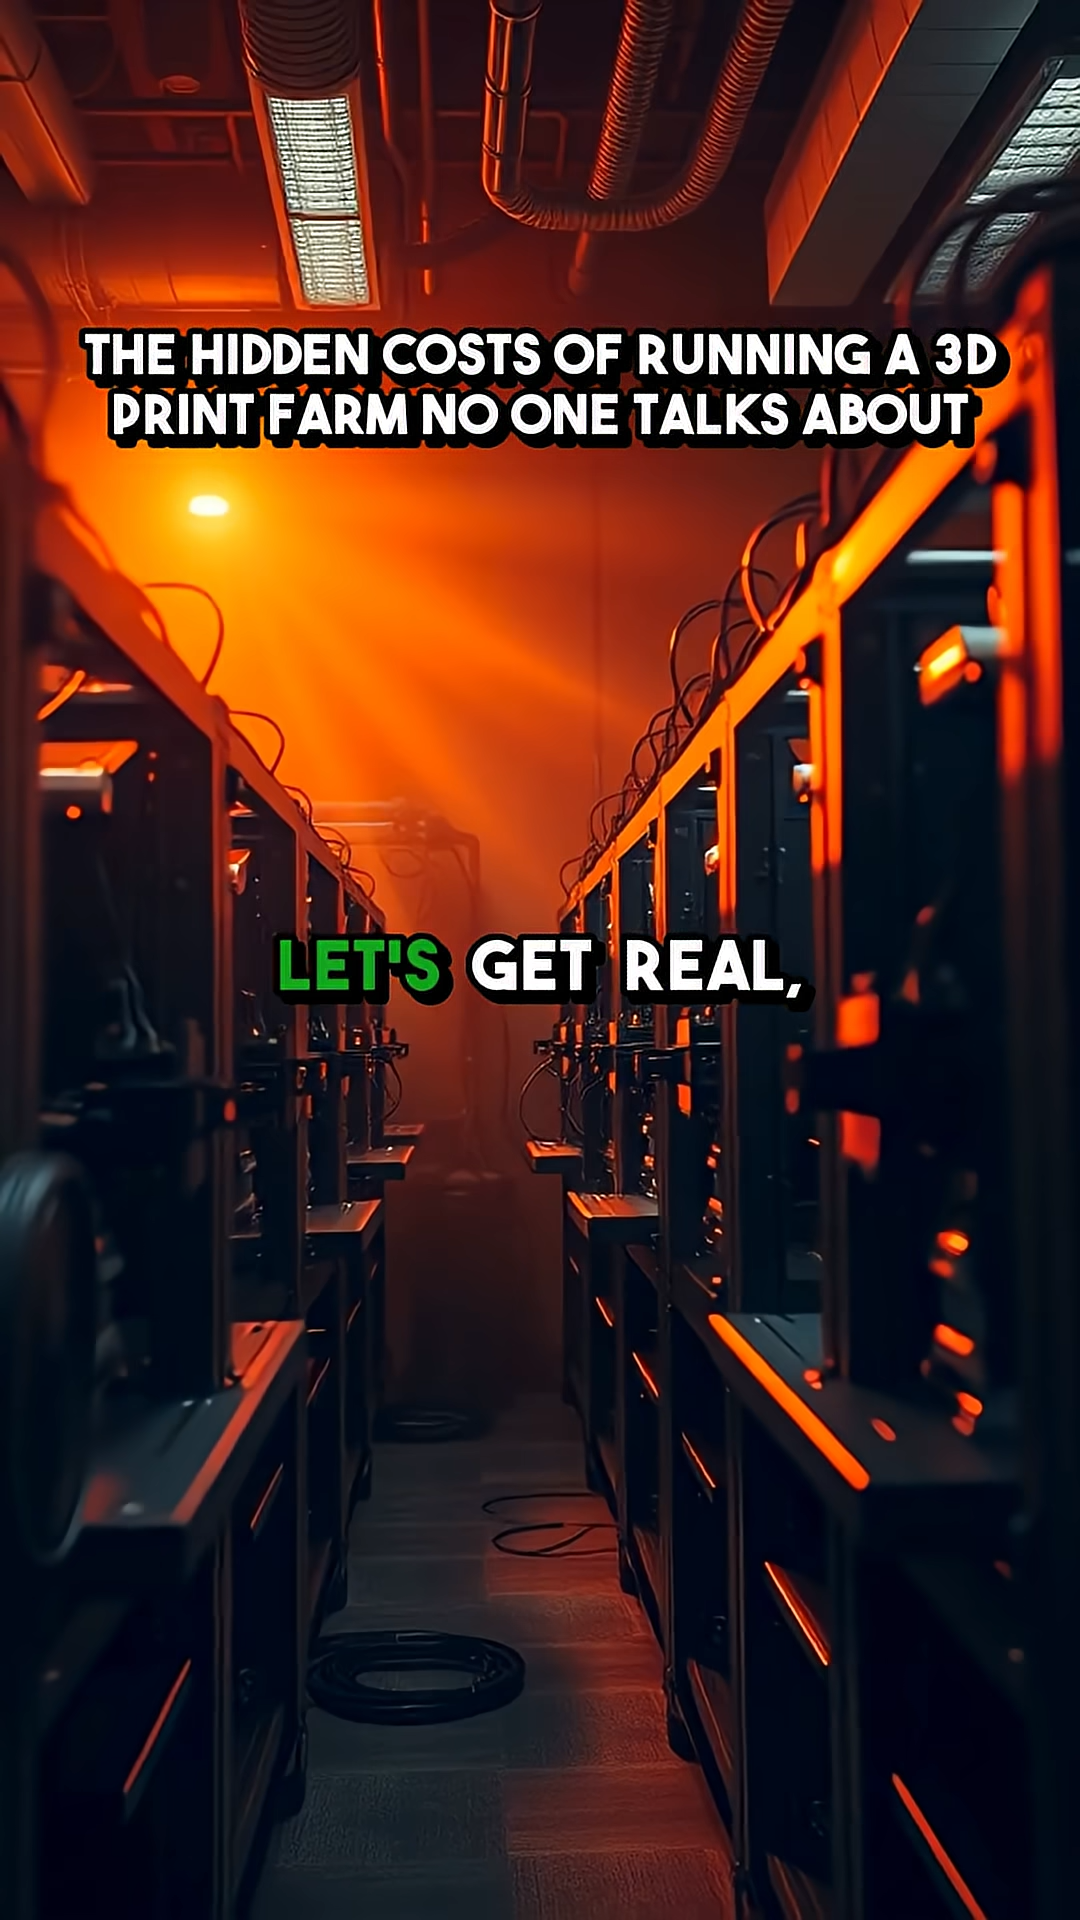 THE HIDDEN COSTS OF RUNNING A 3D
PRINT FARM NO ONE TALKS ABOUT
LET'S GET REAL,